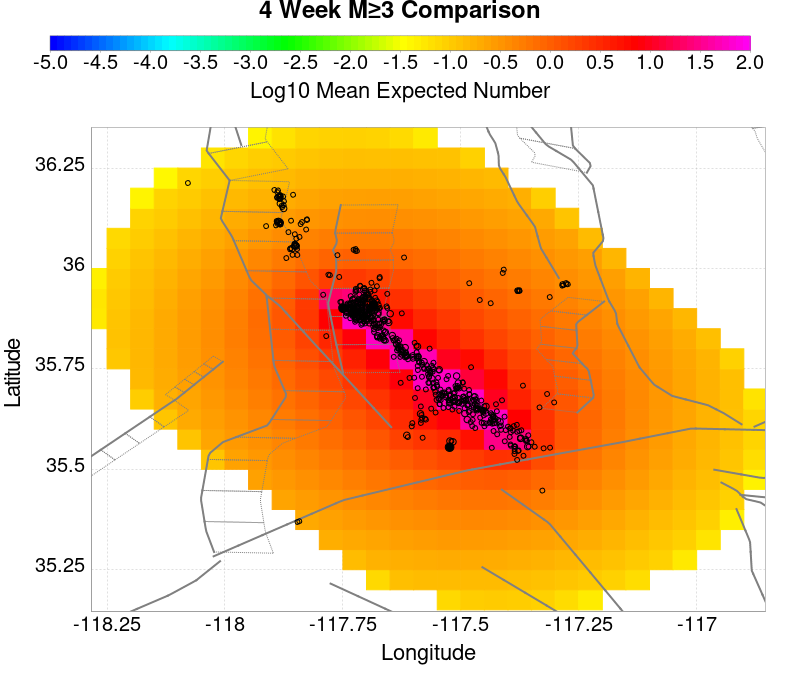 4 Week M≥3 Comparison
-5.0 -4.5 -4.0 -3.5 -3.0 -2.5 -2.0 -1.5 -1.0 -0.5 0.0 0.5 1.0 1.5 2.0
Log10 Mean Expected Number
36.25
36
35.75
35.5
35.25
Latitude
-118.25 -118 -117.75 -117.5 -117.25 -117
Longitude